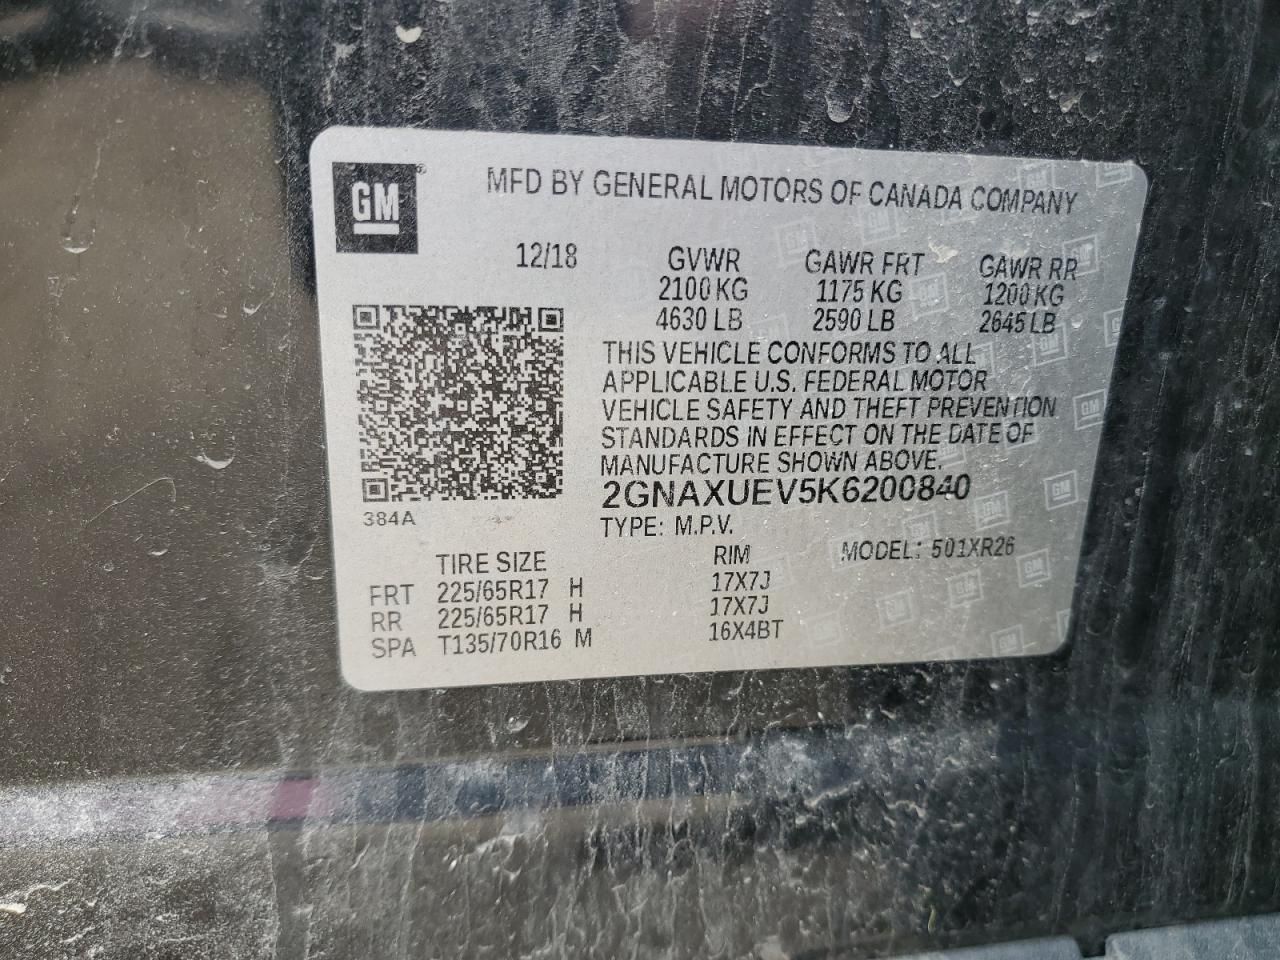 GM
MFD BY GENERAL MOTORS OF CANADA COMPANY
12/18 GVWR GAWR FRT GAWR RR
2100 KG 1175 KG 1200 KG
4630 LB 2590 LB 2645 LB
THIS VEHICLE CONFORMS TO ALL
APPLICABLE U.S. FEDERAL MOTOR
VEHICLE SAFETY AND THEFT PREVENTION
STANDARDS IN EFFECT ON THE DATE OF
MANUFACTURE SHOWN ABOVE.
2GNAXUEV5K6200840
384A
TYPE: M.P.V. MODEL: 501XR26
TIRE SIZE RIM
FRT 225/65R17 H 17X7J
RR 225/65R17 H 17X7J
SPA T135/70R16 M 16X4BT